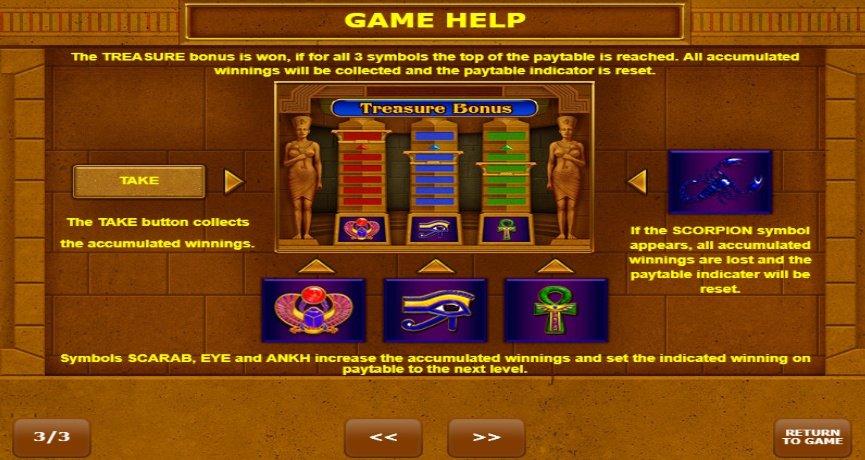 GAME HELP
The TREASURE bonus is won, if for all 3 symbols the top of the paytable is reached. All accumulated
winnings will be collected and the paytable indicator is reset.
Treasure Bonus
TAKE
The TAKE button collects
the accumulated winnings.
If the SCORPION symbol
appears, all accumulated
winnings are lost and the
paytable indicater will be
reset.
Symbols SCARAB, EYE and ANKH increase the accumulated winnings and set the indicated winning on
paytable to the next level.
3/3
<<
>>
RETURN
TO GAME